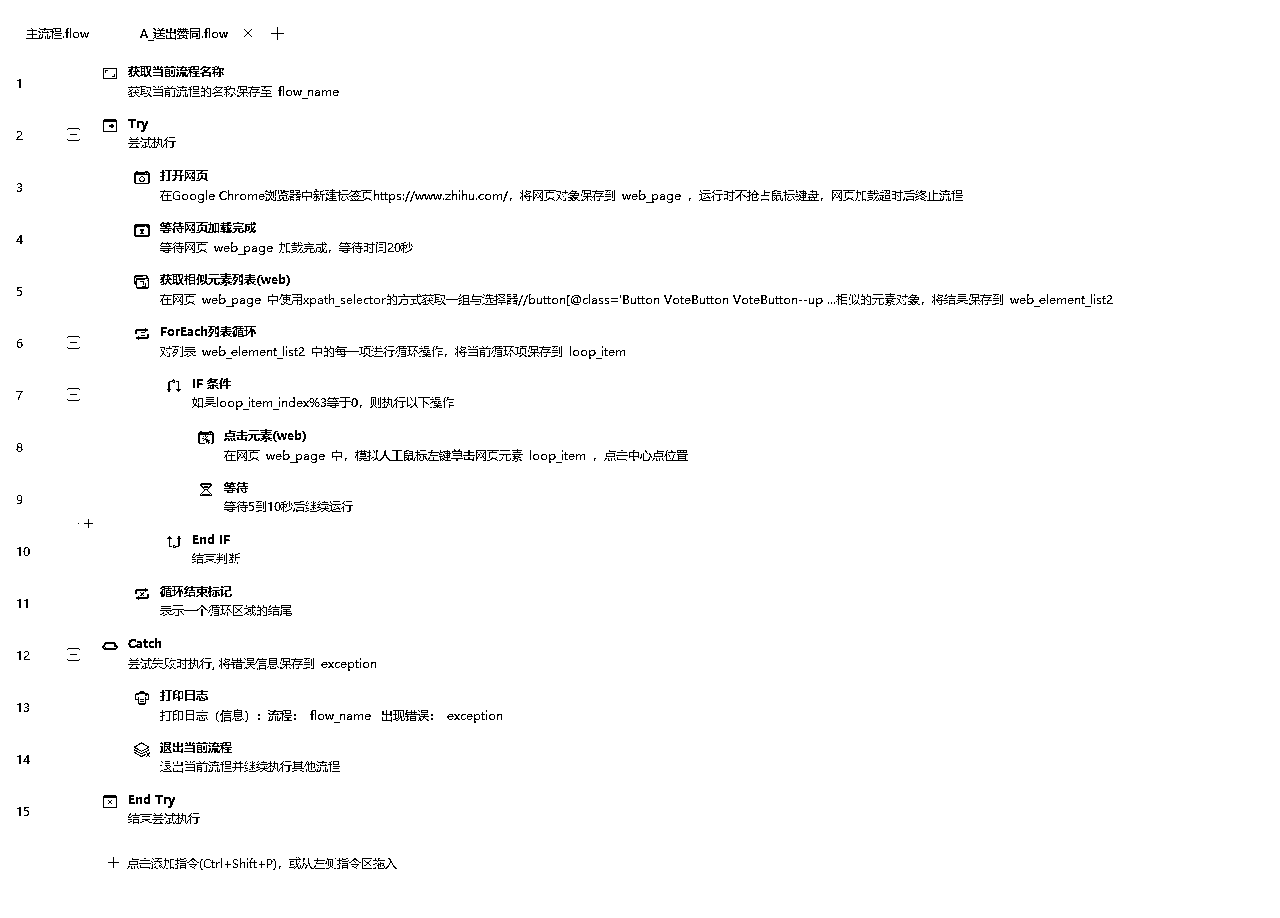 主流程.flow A_送出赞同.flow
1 获取当前流程名称
获取当前流程的名称保存至 flow_name
2 Try
尝试执行
3 打开网页
在Google Chrome浏览器中新建标签页https://www.zhihu.com/，将网页对象保存到 web_page ，运行时不抢占鼠标键盘，网页加载超时后终止流程
4 等待网页加载完成
等待网页 web_page 加载完成，等待时间20秒
5 获取相似元素列表(web)
在网页 web_page 中使用xpath_selector的方式获取一组与选择器//button[@class='Button VoteButton VoteButton--up ...相似的元素对象，将结果保存到 web_element_list2
6 ForEach列表循环
对列表 web_element_list2 中的每一项进行循环操作，将当前循环项保存到 loop_item
7 IF 条件
如果loop_item_index%3等于0，则执行以下操作
8 点击元素(web)
在网页 web_page 中，模拟人工鼠标左键单击网页元素 loop_item ，点击中心点位置
9 等待
等待5到10秒后继续运行
10 End IF
结束判断
11 循环结束标记
表示一个循环区域的结尾
12 Catch
尝试失败时执行, 将错误信息保存到 exception
13 打印日志
打印日志（信息）：流程： flow_name 出现错误： exception
14 退出当前流程
退出当前流程并继续执行其他流程
15 End Try
结束尝试执行
点击添加指令(Ctrl+Shift+P)，或从左侧指令区拖入